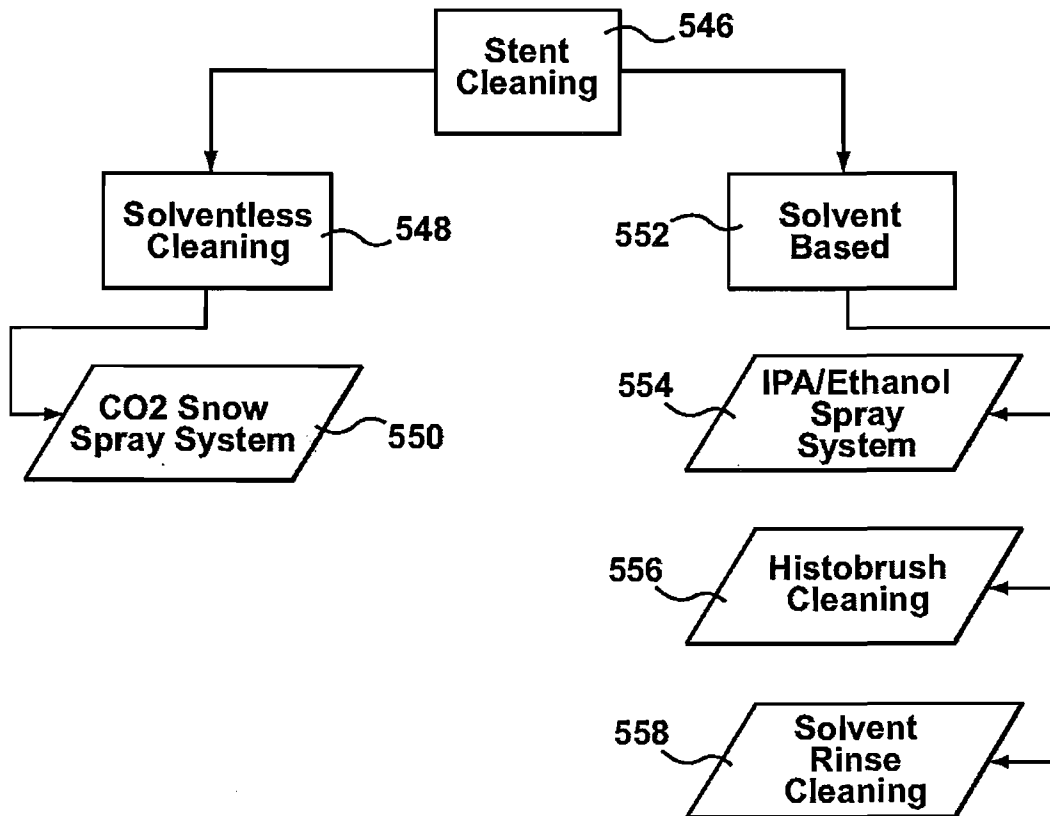 546
Stent
Cleaning
Solventless
Cleaning
548
552
Solvent
Based
CO2 Snow
Spray System
550
554
IPA/Ethanol
Spray
System
556
Histobrush
Cleaning
558
Solvent
Rinse
Cleaning